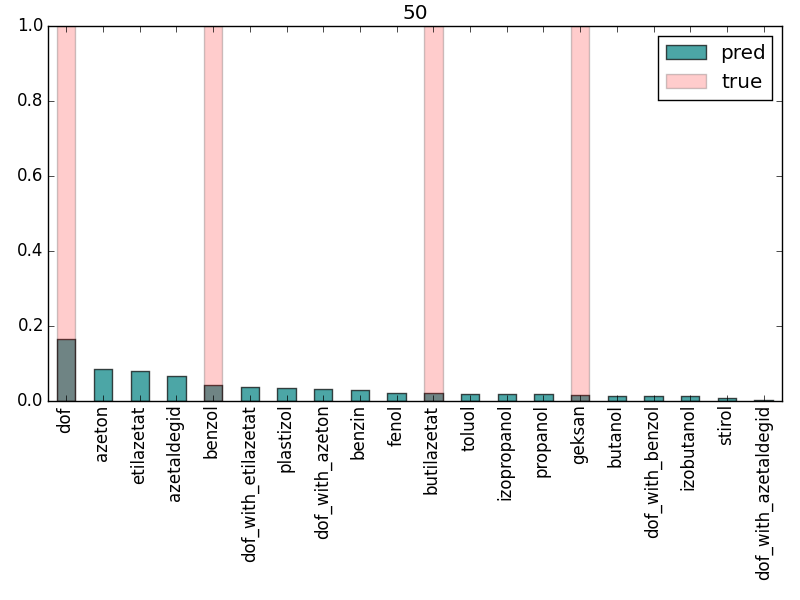 50
1.0
0.8
0.6
0.4
0.2
0.0
pred
true
dof
azeton
etilazetat
azetaldegid
benzol
dof_with_etilazetat
plastizol
dof_with_azeton
benzin
fenol
butilazetat
toluol
izopropanol
propanol
geksan
butanol
dof_with_benzol
izobutanol
stirol
dof_with_azetaldegid